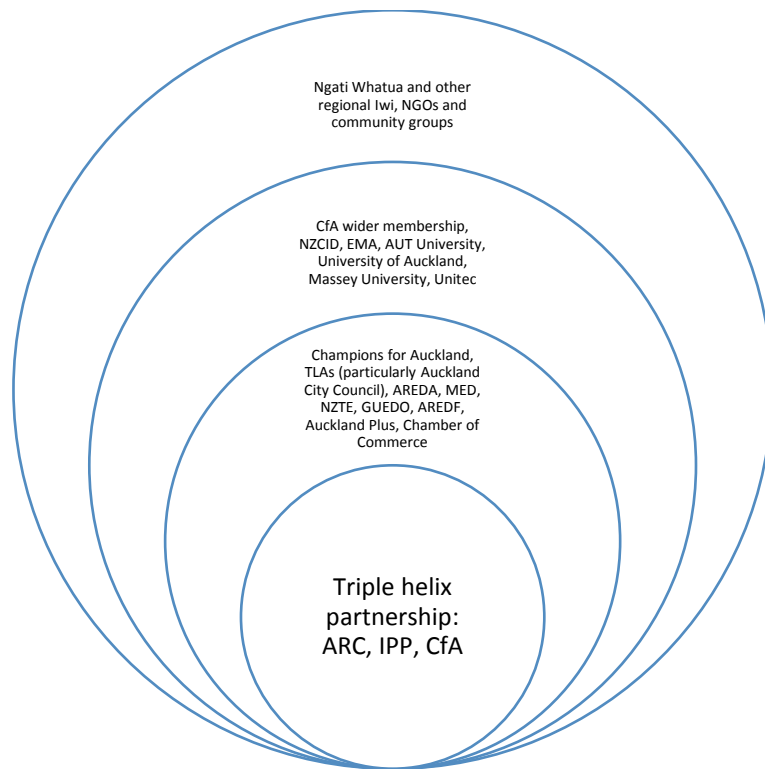 Ngati Whatua and other
regional Iwi, NGOs and
community groups
CfA wider membership,
NZCID, EMA, AUT University,
University of Auckland,
Massey University, Unitec
Champions for Auckland,
TLAs (particularly Auckland
City Council), AREDA, MED,
NZTE, GUEDO, AREDF,
Auckland Plus, Chamber of
Commerce
Triple helix
partnership:
ARC, IPP, CfA